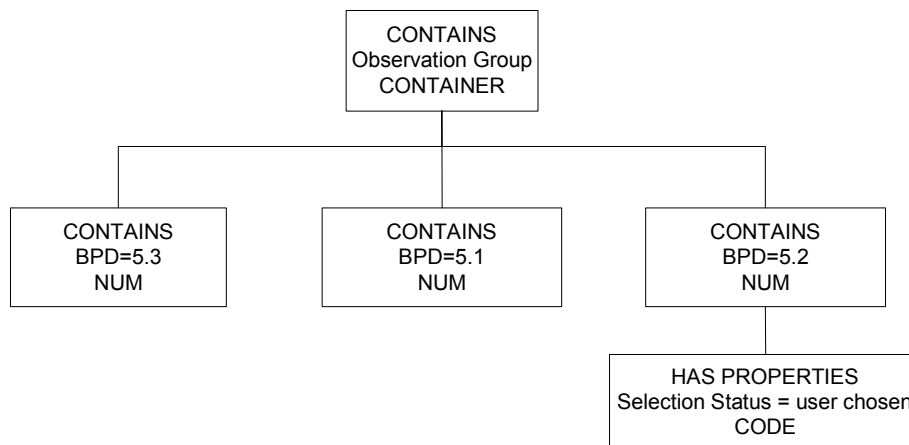 CONTAINS
Observation Group
CONTAINER
CONTAINS
BPD=5.3
NUM
CONTAINS
BPD=5.1
NUM
CONTAINS
BPD=5.2
NUM
HAS PROPERTIES
Selection Status = user chosen
CODE